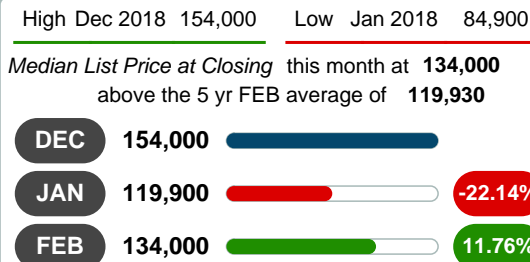 High Dec 2018 154,000 Low Jan 2018 84,900
Median List Price at Closing this month at 134,000
above the 5 yr FEB average of 119,930
DEC 154,000
JAN 119,900 -22.14%
FEB 134,000 11.76%